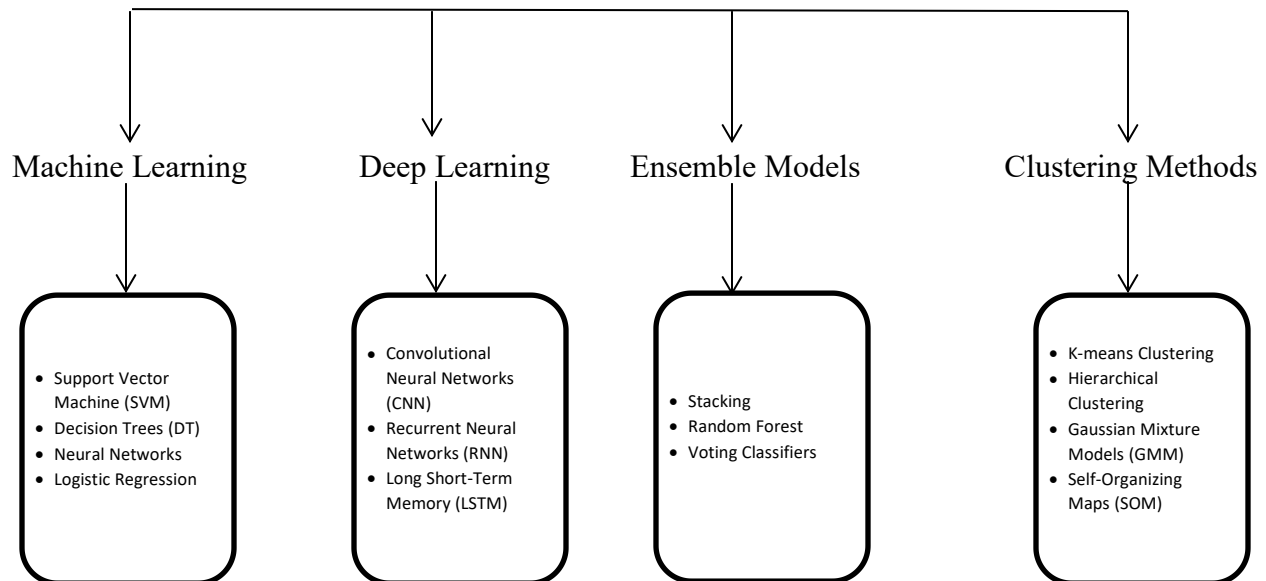 Machine Learning
Deep Learning
Ensemble Models
Clustering Methods
• Support Vector
Machine (SVM)
• Decision Trees (DT)
• Neural Networks
• Logistic Regression
• Convolutional
Neural Networks
(CNN)
• Recurrent Neural
Networks (RNN)
• Long Short-Term
Memory (LSTM)
• Stacking
• Random Forest
• Voting Classifiers
• K-means Clustering
• Hierarchical
Clustering
• Gaussian Mixture
Models (GMM)
• Self-Organizing
Maps (SOM)